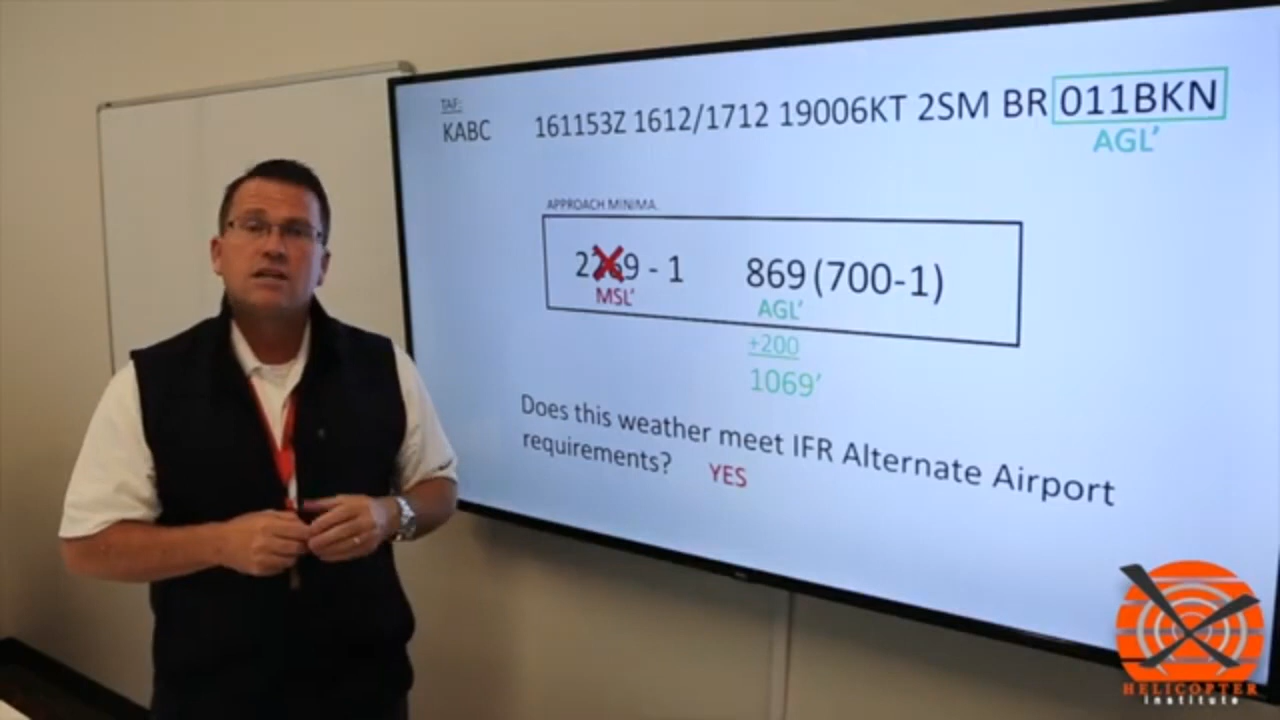 TAF:
KABC 161153Z 1612/1712 19006KT 2SM BR 011BKN
AGL'
APPROACH MINIMA
2269 - 1 869 (700-1)
MSL' AGL'
+200
1069'
Does this weather meet IFR Alternate Airport
requirements? YES
HELICOPTER
institute